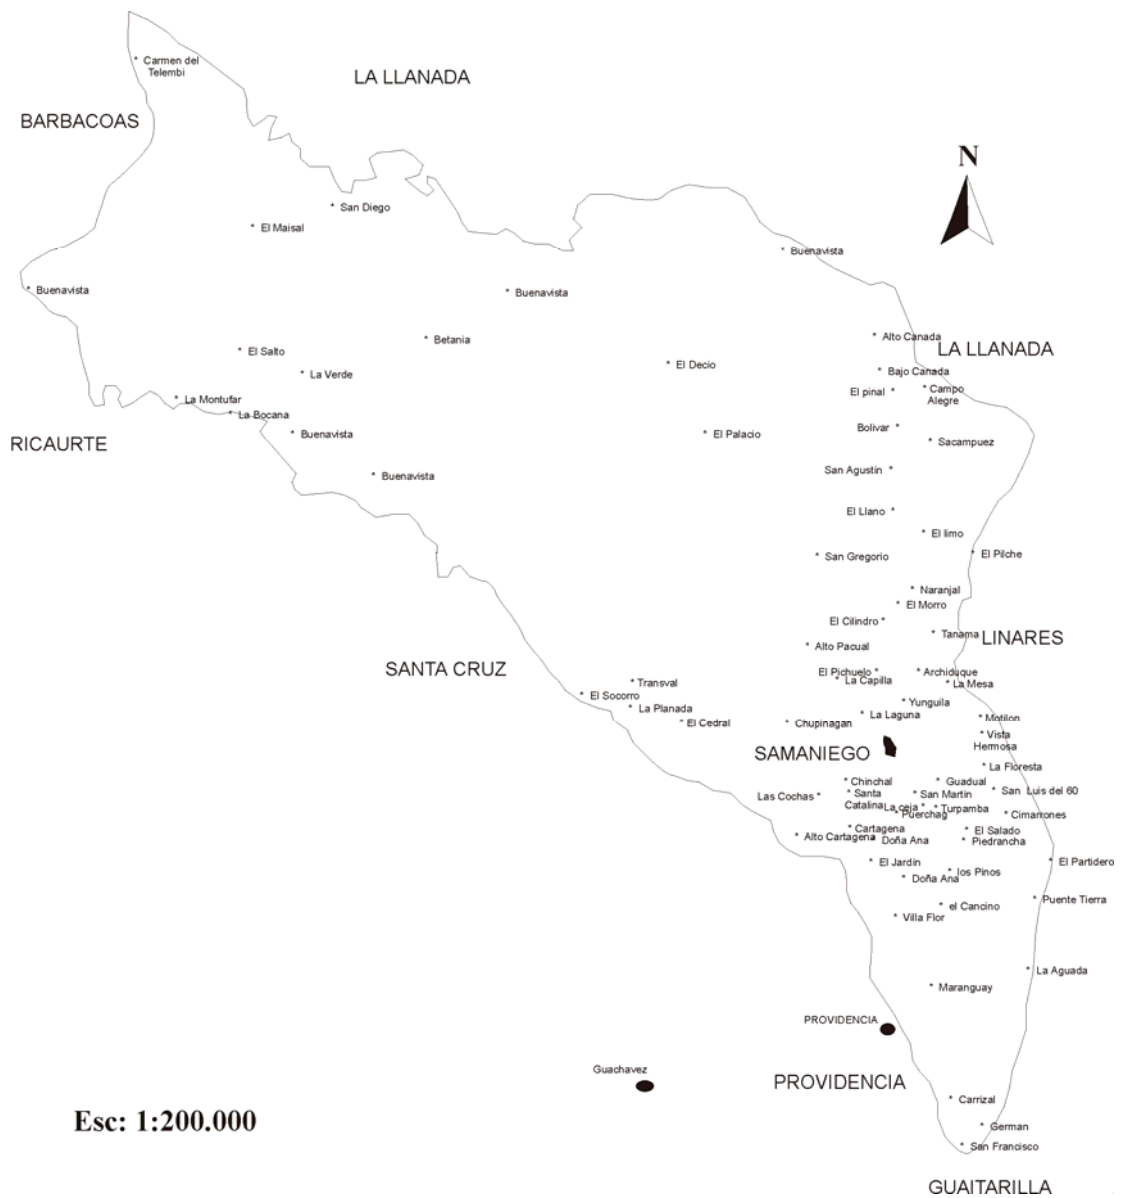 Carmen del
Telembi
LA LLANADA
BARBACOAS
N
San Diego
El Maisal
Buenavista
Buenavista
Buenavista
Alto Canada
Betania
LA LLANADA
El Salto
El Decio
La Verde
Bajo Canada
El pinal
Campo
Alegre
La Montufar
La Bocana
Bolivar
Buenavista
El Palacio
Sacampuez
RICAURTE
San Agustín
Buenavista
El Llano
El limo
El Pilche
San Gregorio
Naranjal
El Morro
El Cilindro
Tanama
LINARES
Alto Pacual
SANTA CRUZ
El Pichuelo
Archiduque
La Capilla
Transval
La Mesa
El Socorro
Yunguila
La Planada
La Laguna
Motilon
El Cedral
Chupinagan
Vista
Hermosa
SAMANIEGO
La Floresta
Chinchal
Guadual
San Luis del 60
Las Cochas
Santa
Catalina
San Martín
La ceja
Turpamba
Puerchag
Cimarrones
Cartagena
El Salado
Alto Cartagena
Doña Ana
Piedrancha
El Jardín
El Partidero
los Pinos
Doña Ana
Puente Tierra
el Cancino
Villa Flor
La Aguada
Maranguay
PROVIDENCIA
Guachavez
PROVIDENCIA
Carrizal
Esc: 1:200.000
German
San Francisco
GUAITARILLA